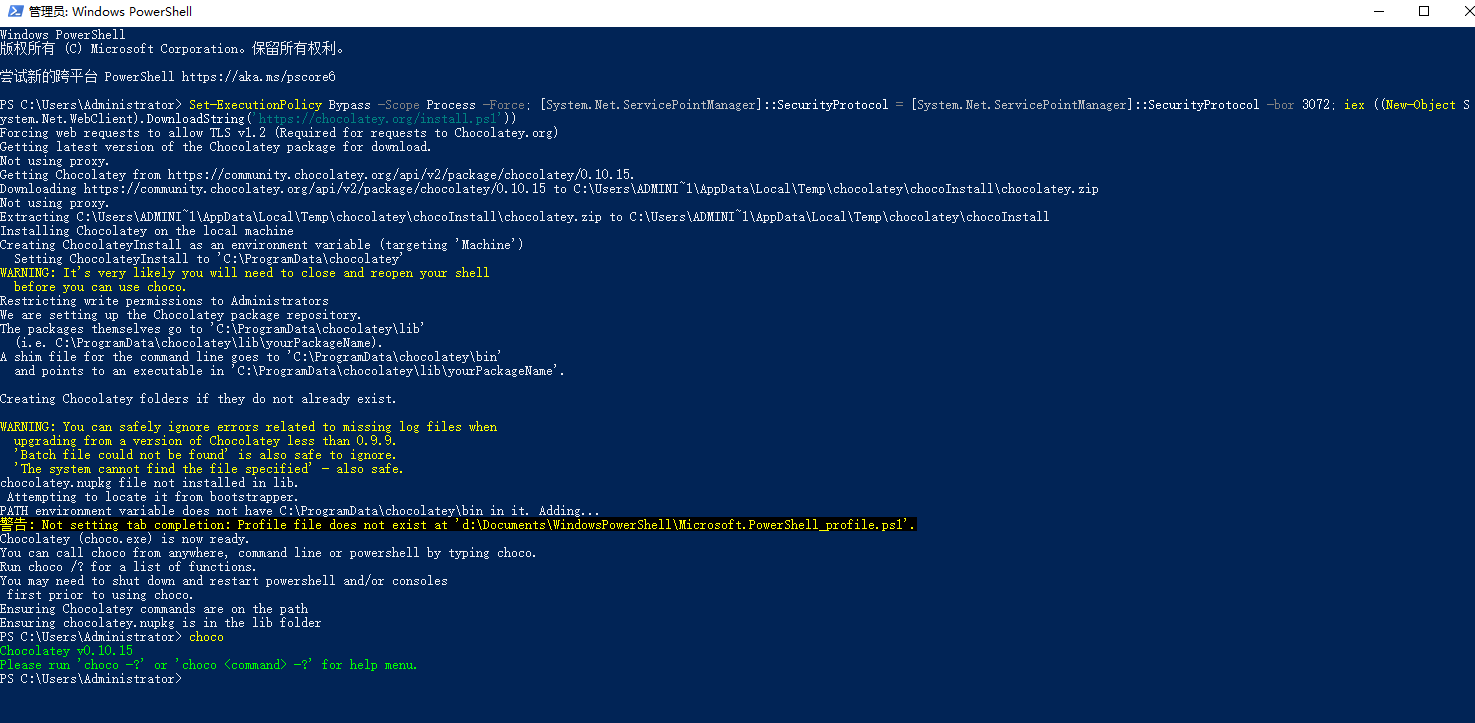 管理员: Windows PowerShell
Windows PowerShell
版权所有 (C) Microsoft Corporation。保留所有权利。
尝试新的跨平台 PowerShell https://aka.ms/pscore6
PS C:\Users\Administrator> Set-ExecutionPolicy Bypass -Scope Process -Force; [System.Net.ServicePointManager]::SecurityProtocol = [System.Net.ServicePointManager]::SecurityProtocol -bor 3072; iex ((New-Object S
ystem.Net.WebClient).DownloadString('https://chocolatey.org/install.ps1'))
Forcing web requests to allow TLS v1.2 (Required for requests to Chocolatey.org)
Getting latest version of the Chocolatey package for download.
Not using proxy.
Getting Chocolatey from https://community.chocolatey.org/api/v2/package/chocolatey/0.10.15.
Downloading https://community.chocolatey.org/api/v2/package/chocolatey/0.10.15 to C:\Users\ADMINI~1\AppData\Local\Temp\chocolatey\chocoInstall\chocolatey.zip
Not using proxy.
Extracting C:\Users\ADMINI~1\AppData\Local\Temp\chocolatey\chocoInstall\chocolatey.zip to C:\Users\ADMINI~1\AppData\Local\Temp\chocolatey\chocoInstall
Installing Chocolatey on the local machine
Creating ChocolateyInstall as an environment variable (targeting 'Machine')
  Setting ChocolateyInstall to 'C:\ProgramData\chocolatey'
WARNING: It's very likely you will need to close and reopen your shell
  before you can use choco.
Restricting write permissions to Administrators
We are setting up the Chocolatey package repository.
The packages themselves go to 'C:\ProgramData\chocolatey\lib'
  (i.e. C:\ProgramData\chocolatey\lib\yourPackageName).
A shim file for the command line goes to 'C:\ProgramData\chocolatey\bin'
  and points to an executable in 'C:\ProgramData\chocolatey\lib\yourPackageName'.
Creating Chocolatey folders if they do not already exist.
WARNING: You can safely ignore errors related to missing log files when
  upgrading from a version of Chocolatey less than 0.9.9.
  'Batch file could not be found' is also safe to ignore.
  'The system cannot find the file specified' - also safe.
chocolatey.nupkg file not installed in lib.
 Attempting to locate it from bootstrapper.
PATH environment variable does not have C:\ProgramData\chocolatey\bin in it. Adding...
警告: Not setting tab completion: Profile file does not exist at 'd:\Documents\WindowsPowerShell\Microsoft.PowerShell_profile.ps1'.
Chocolatey (choco.exe) is now ready.
You can call choco from anywhere, command line or powershell by typing choco.
Run choco /? for a list of functions.
You may need to shut down and restart powershell and/or consoles
 first prior to using choco.
Ensuring Chocolatey commands are on the path
Ensuring chocolatey.nupkg is in the lib folder
PS C:\Users\Administrator> choco
Chocolatey v0.10.15
Please run 'choco -?' or 'choco <command> -?' for help menu.
PS C:\Users\Administrator>